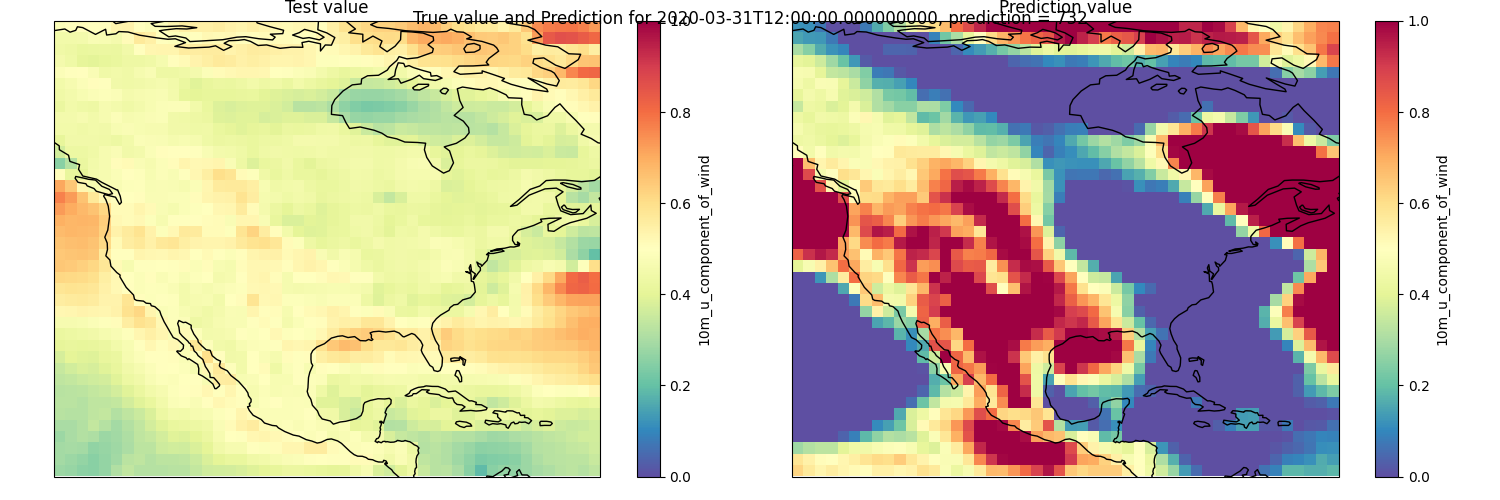 Test value
Prediction value
True value and Prediction for 2020-03-31T12:00:00.000000000, prediction = 732
1.0
0.8
0.6
0.4
0.2
0.0
10m_u_component_of_wind
1.0
0.8
0.6
0.4
0.2
0.0
10m_u_component_of_wind